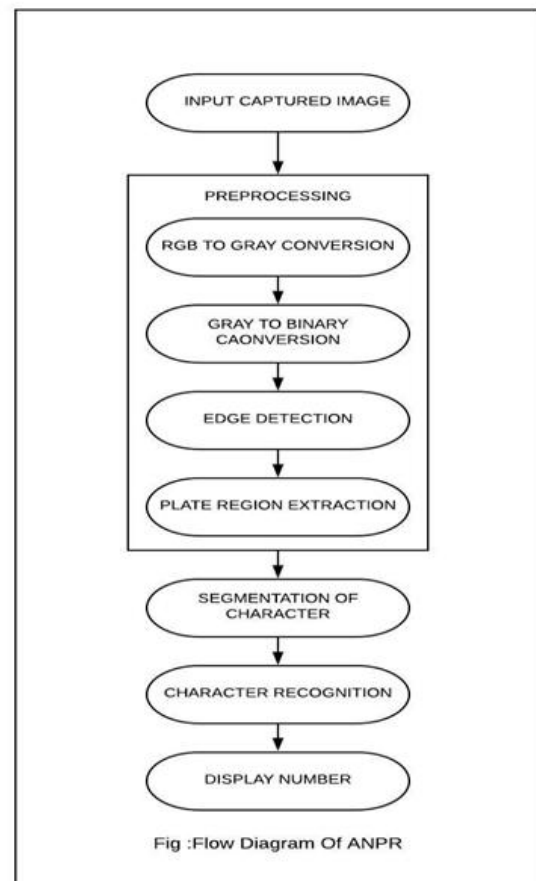 INPUT CAPTURED IMAGE
PREPROCESSING
RGB TO GRAY CONVERSION
GRAY TO BINARY
CAONVERSION
EDGE DETECTION
PLATE REGION EXTRACTION
SEGMENTATION OF
CHARACTER
CHARACTER RECOGNITION
DISPLAY NUMBER
Fig :Flow Diagram Of ANPR